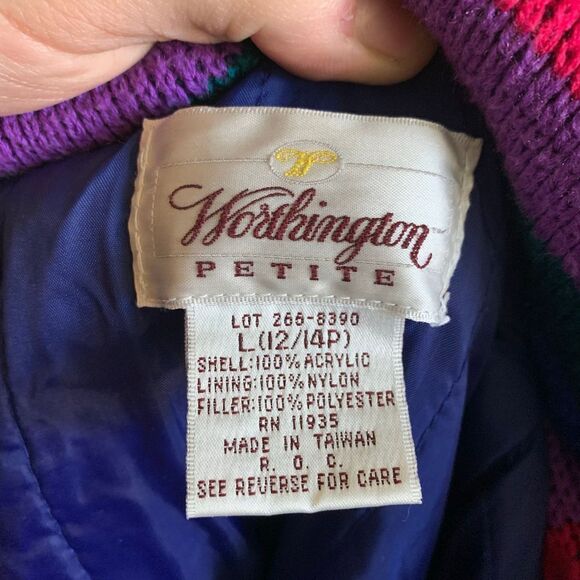 Worthington™
PETITE
LOT 266-8390
L(12/14P)
SHELL:100% ACRYLIC
LINING:100% NYLON
FILLER:100% POLYESTER
RN 11935
MADE IN TAIWAN
R. O. C.
SEE REVERSE FOR CARE